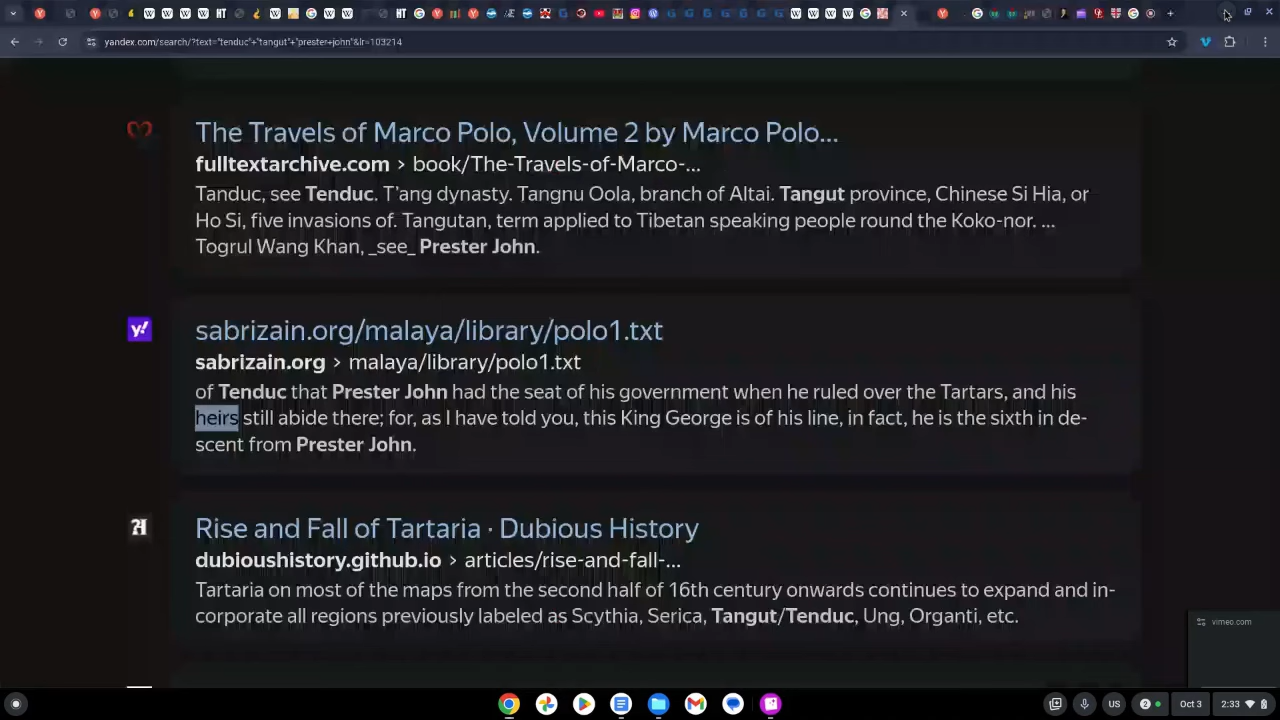 yandex.com/search/?text="tenduc"+"tangut"+"prester+john"&lr=103214
The Travels of Marco Polo, Volume 2 by Marco Polo...
fulltextarchive.com › book/The-Travels-of-Marco-...
Tanduc, see Tenduc. T'ang dynasty. Tangnu Oola, branch of Altai. Tangut province, Chinese Si Hia, or
Ho Si, five invasions of. Tangutan, term applied to Tibetan speaking people round the Koko-nor. ...
Togrul Wang Khan, _see_ Prester John.
y!
sabrizain.org/malaya/library/polo1.txt
sabrizain.org › malaya/library/polo1.txt
of Tenduc that Prester John had the seat of his government when he ruled over the Tartars, and his
heirs still abide there; for, as I have told you, this King George is of his line, in fact, he is the sixth in de-
scent from Prester John.
Rise and Fall of Tartaria · Dubious History
dubioushistory.github.io › articles/rise-and-fall-...
Tartaria on most of the maps from the second half of 16th century onwards continues to expand and in-
corporate all regions previously labeled as Scythia, Serica, Tangut/Tenduc, Ung, Organti, etc.
vimeo.com
US
2
Oct 3
2:33